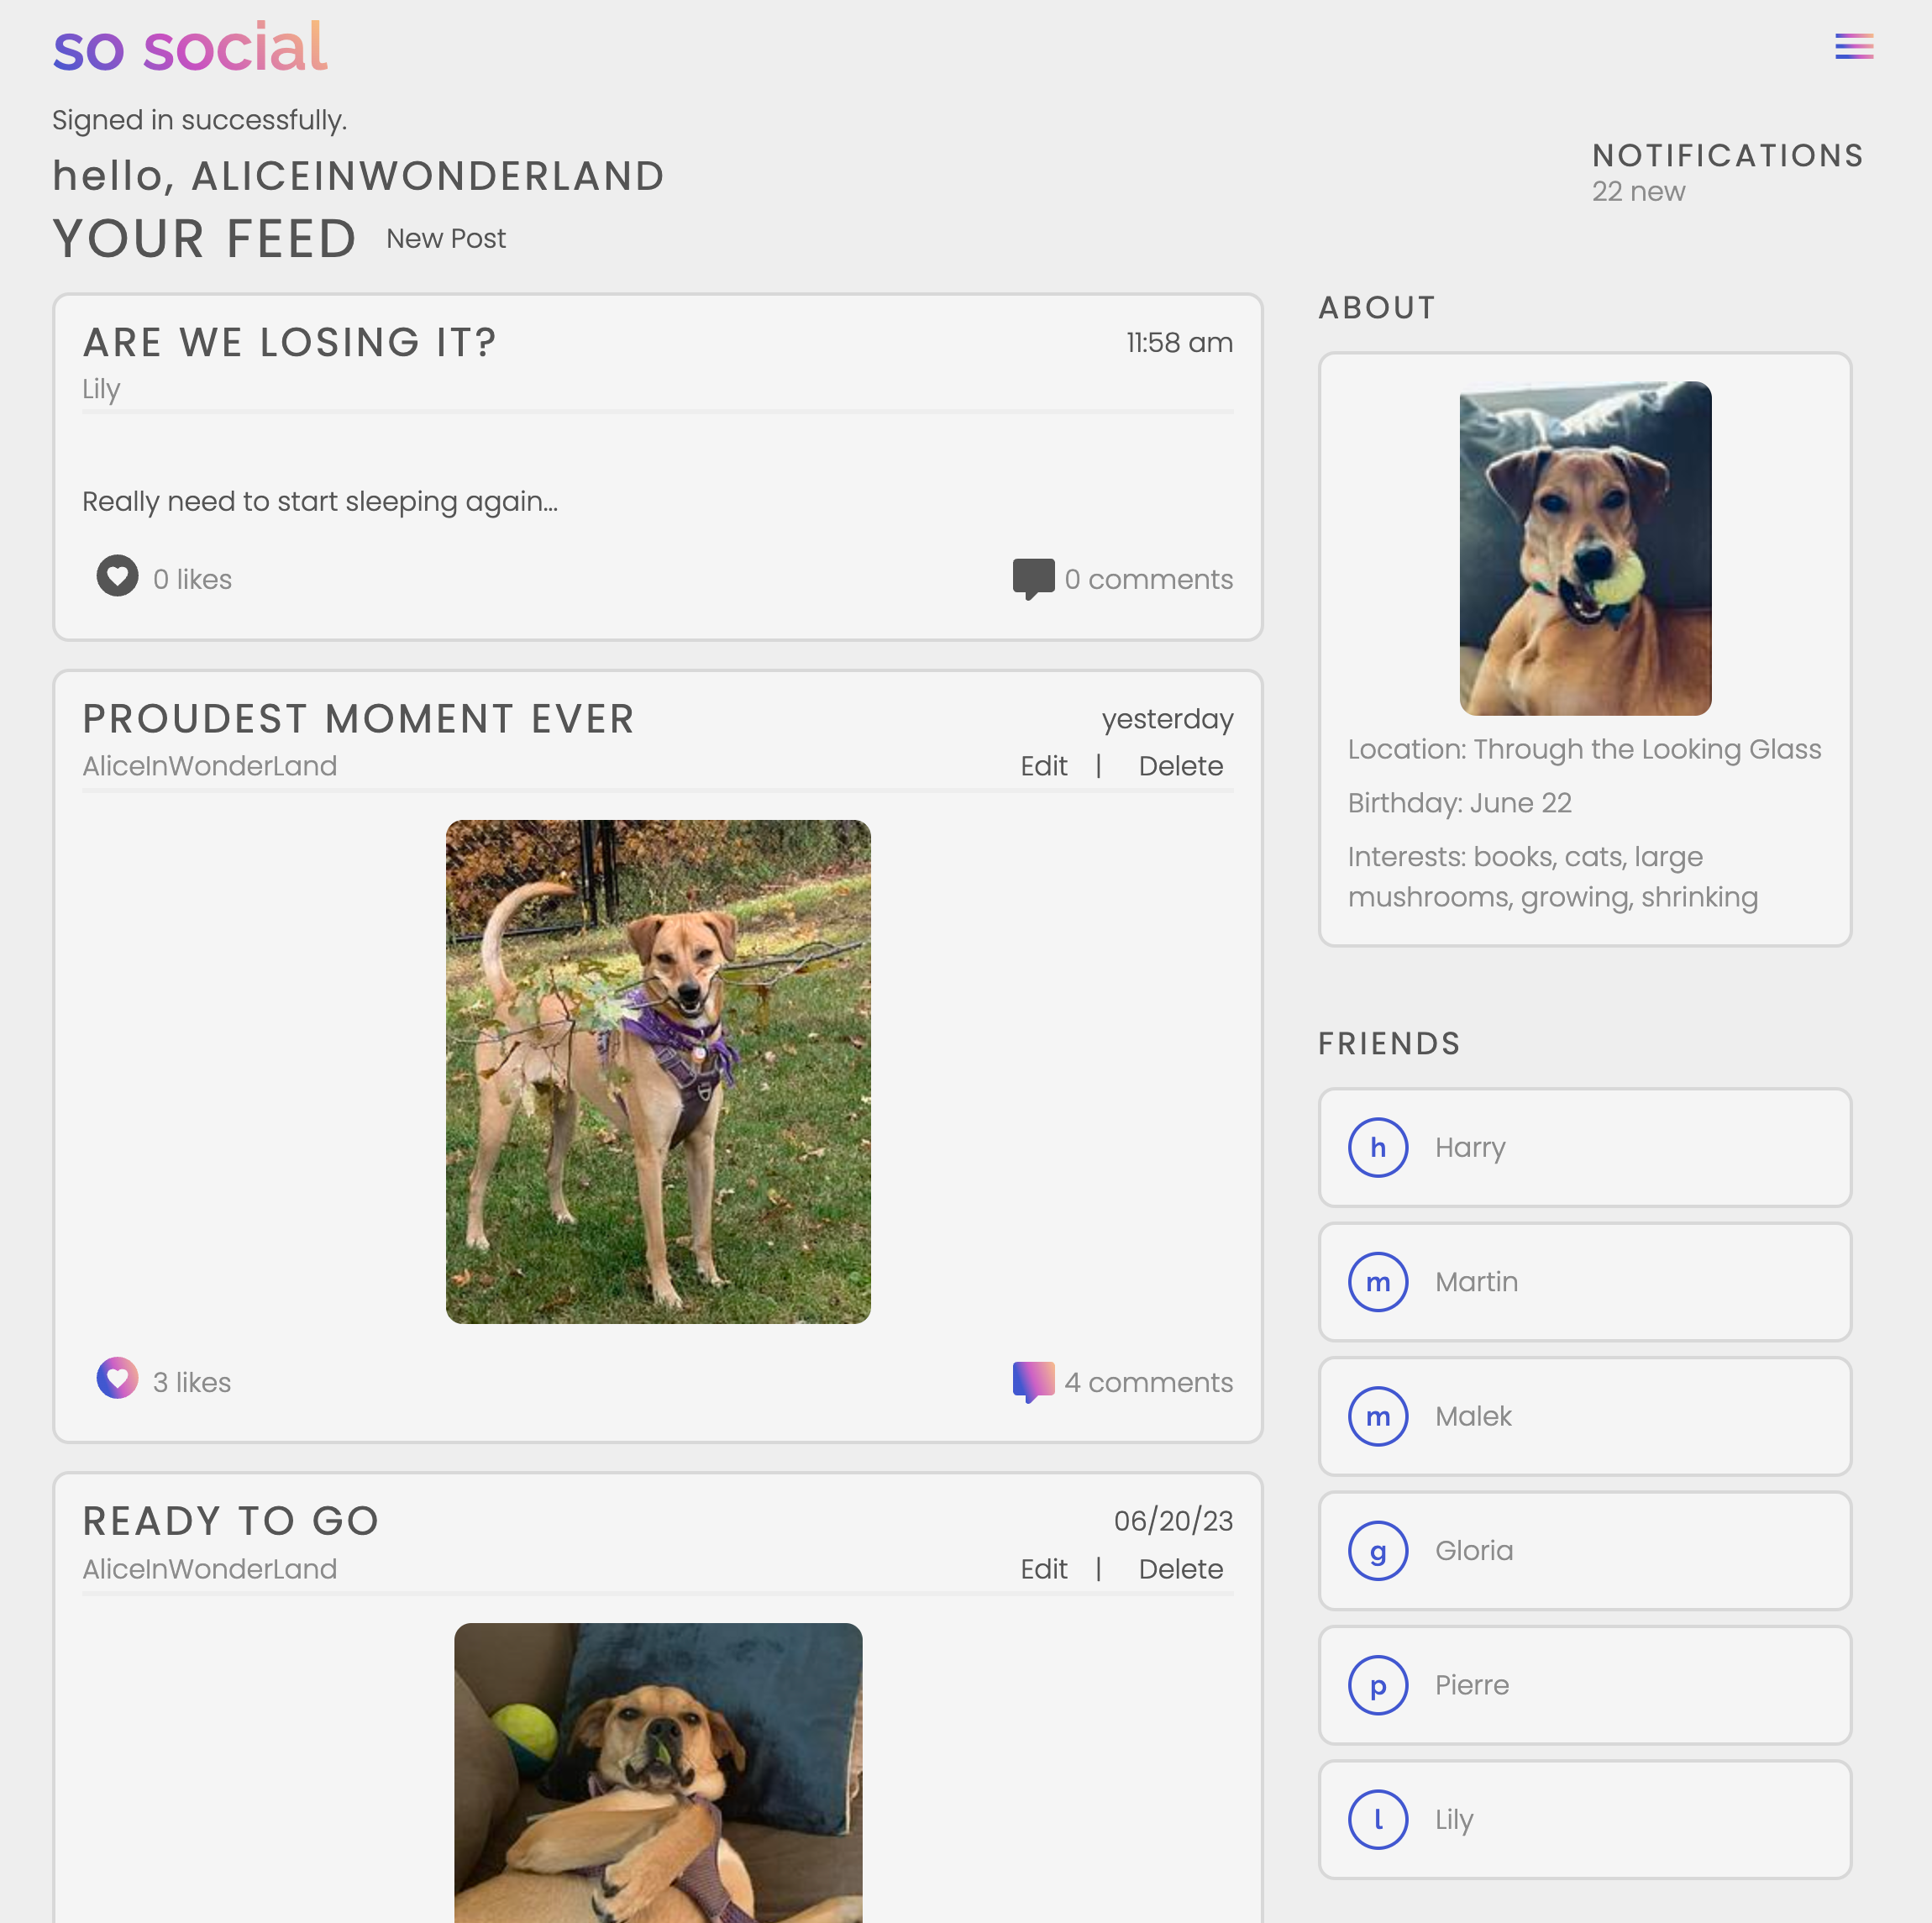 so social
Signed in successfully.
hello, ALICEINWONDERLAND
NOTIFICATIONS
22 new
YOUR FEED New Post
ARE WE LOSING IT? 11:58 am
Lily
Really need to start sleeping again...
0 likes 0 comments
PROUDEST MOMENT EVER yesterday
AliceInWonderLand Edit | Delete
3 likes 4 comments
READY TO GO 06/20/23
AliceInWonderLand Edit | Delete
ABOUT
Location: Through the Looking Glass
Birthday: June 22
Interests: books, cats, large
mushrooms, growing, shrinking
FRIENDS
h Harry
m Martin
m Malek
g Gloria
p Pierre
l Lily